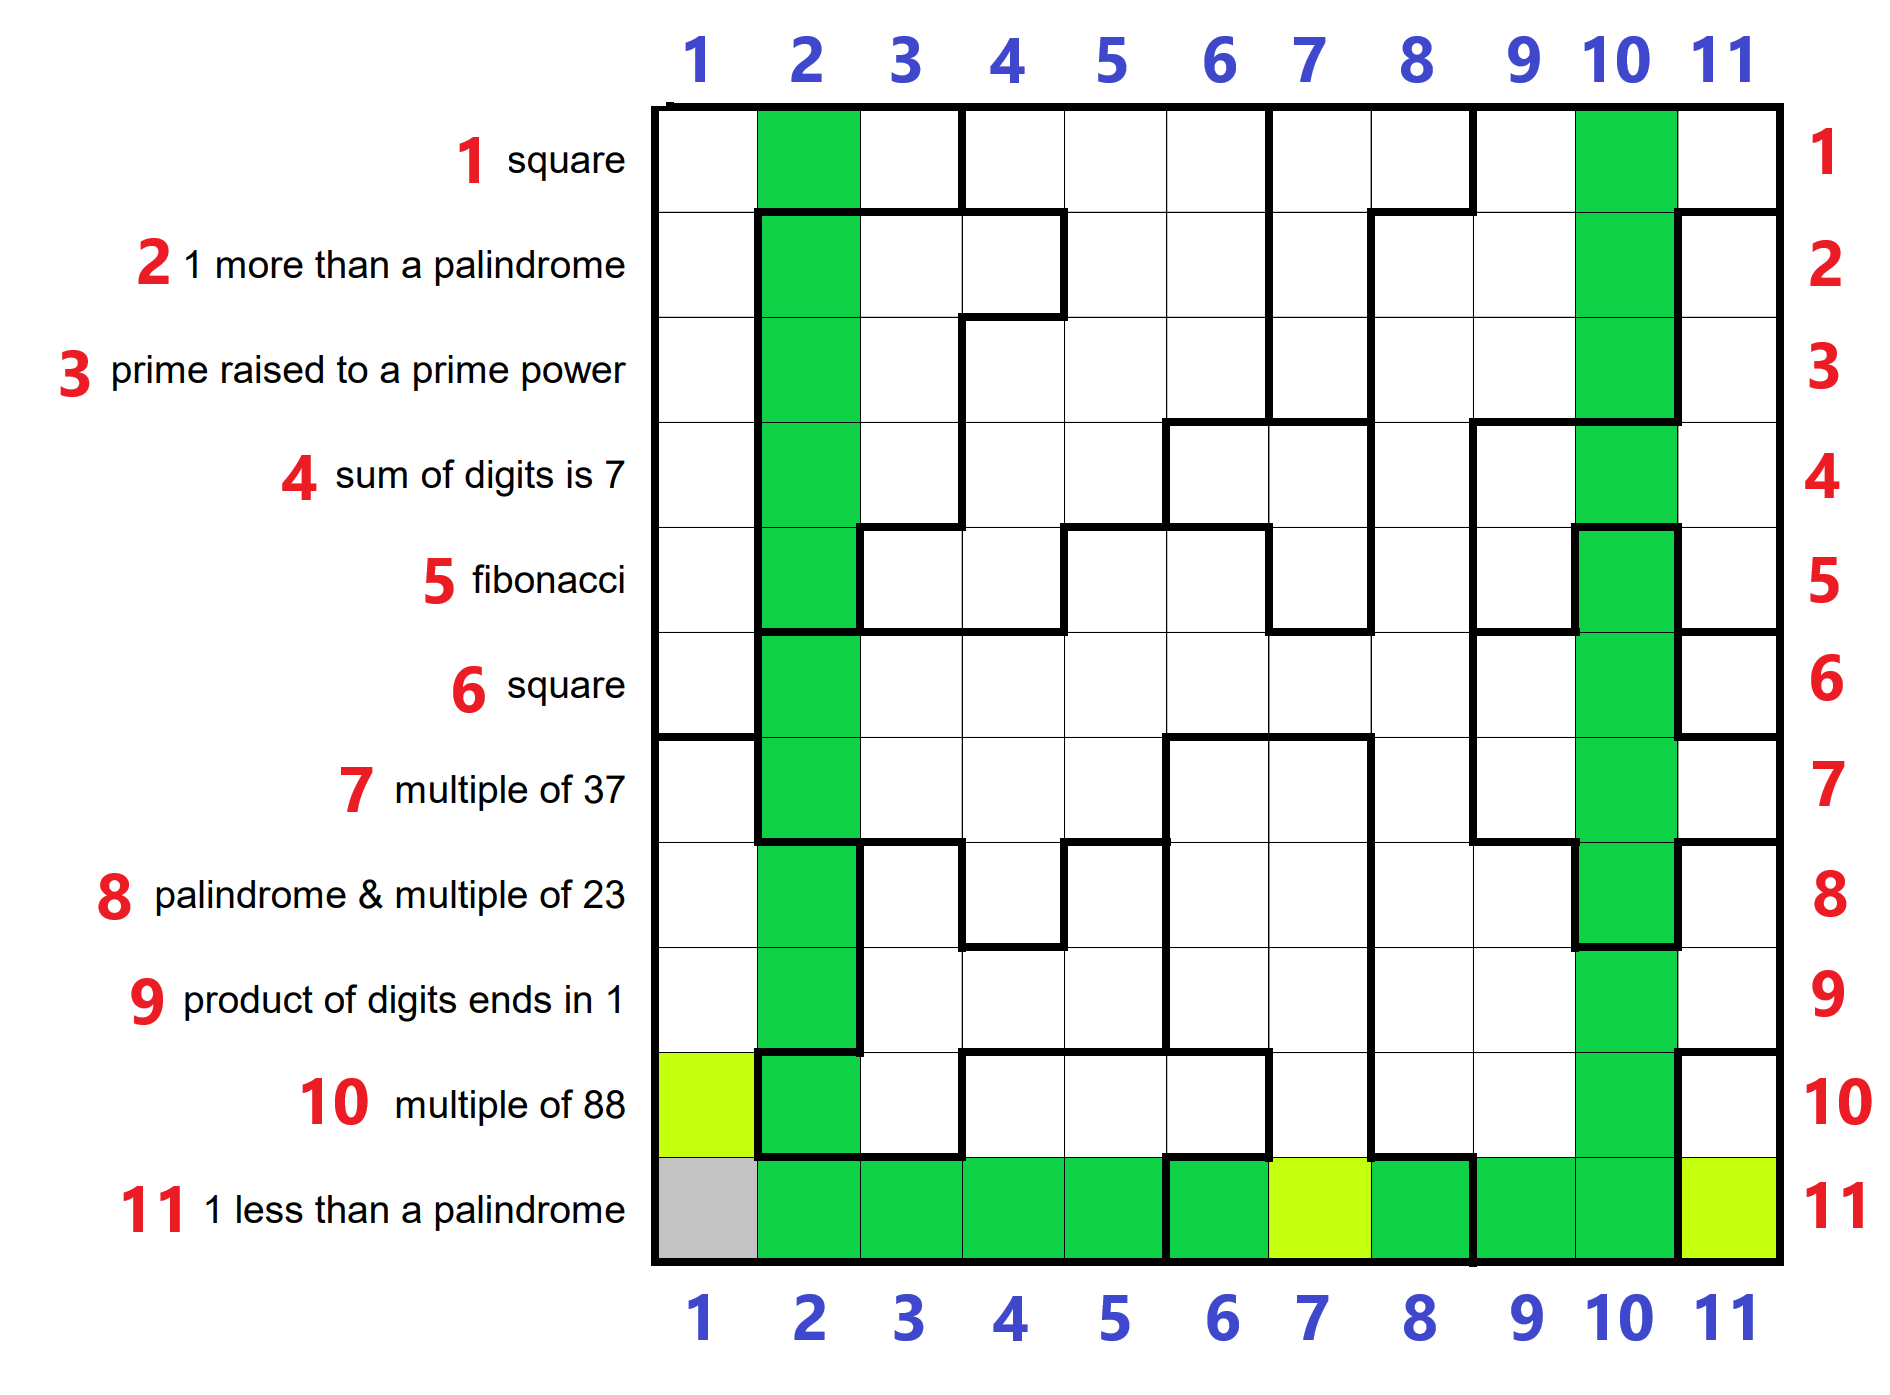 1 2 3 4 5 6 7 8 9 10 11
1 square 1
2 1 more than a palindrome 2
3 prime raised to a prime power 3
4 sum of digits is 7 4
5 fibonacci 5
6 square 6
7 multiple of 37 7
8 palindrome & multiple of 23 8
9 product of digits ends in 1 9
10 multiple of 88 10
11 1 less than a palindrome 11
1 2 3 4 5 6 7 8 9 10 11